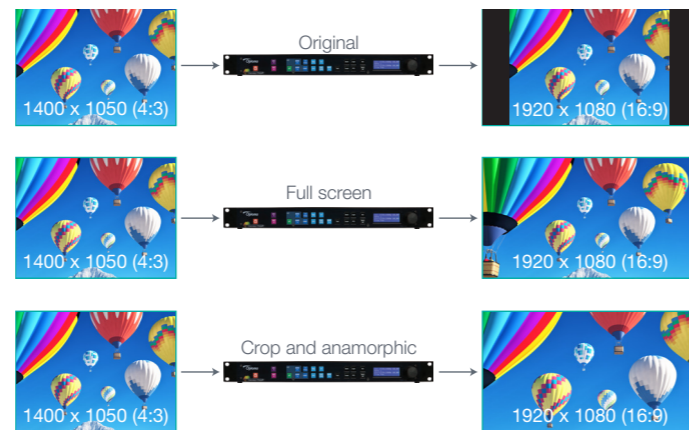 Original
1400 x 1050 (4:3)
1920 x 1080 (16:9)
Full screen
1400 x 1050 (4:3)
1920 x 1080 (16:9)
Crop and anamorphic
1400 x 1050 (4:3)
1920 x 1080 (16:9)